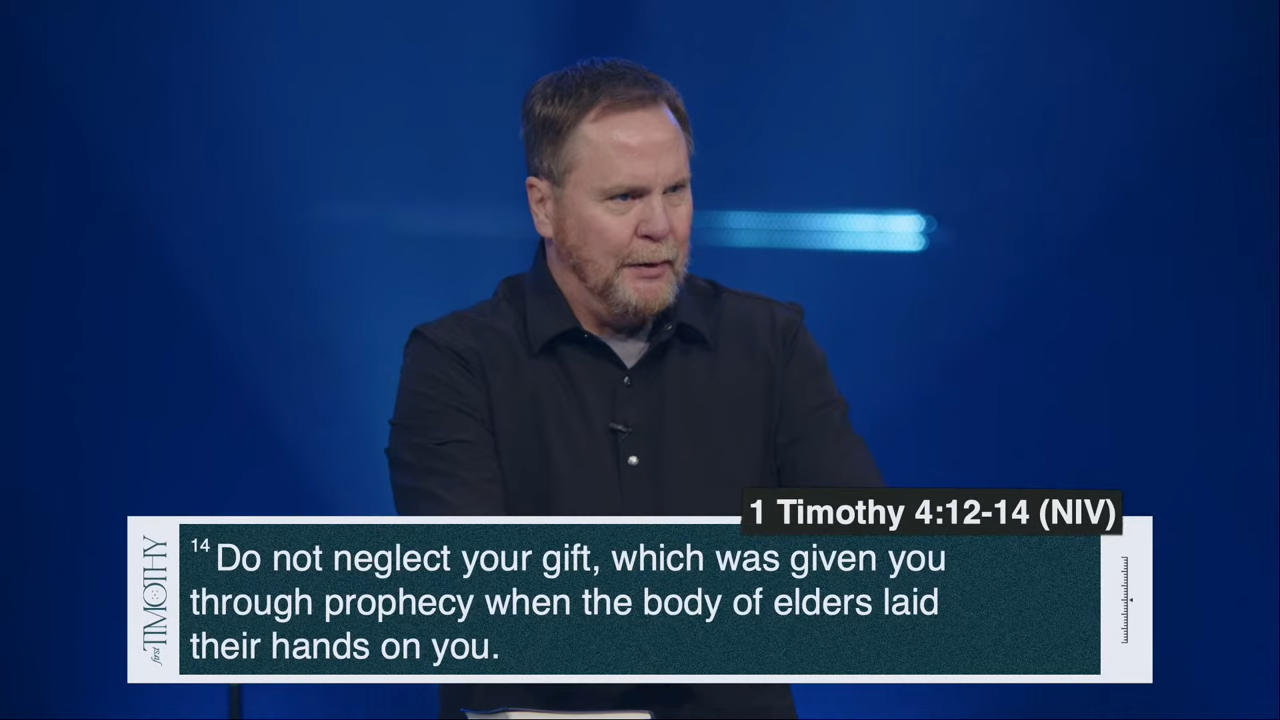 1 Timothy 4:12-14 (NIV)
first TIMOTHY
14 Do not neglect your gift, which was given you
through prophecy when the body of elders laid
their hands on you.